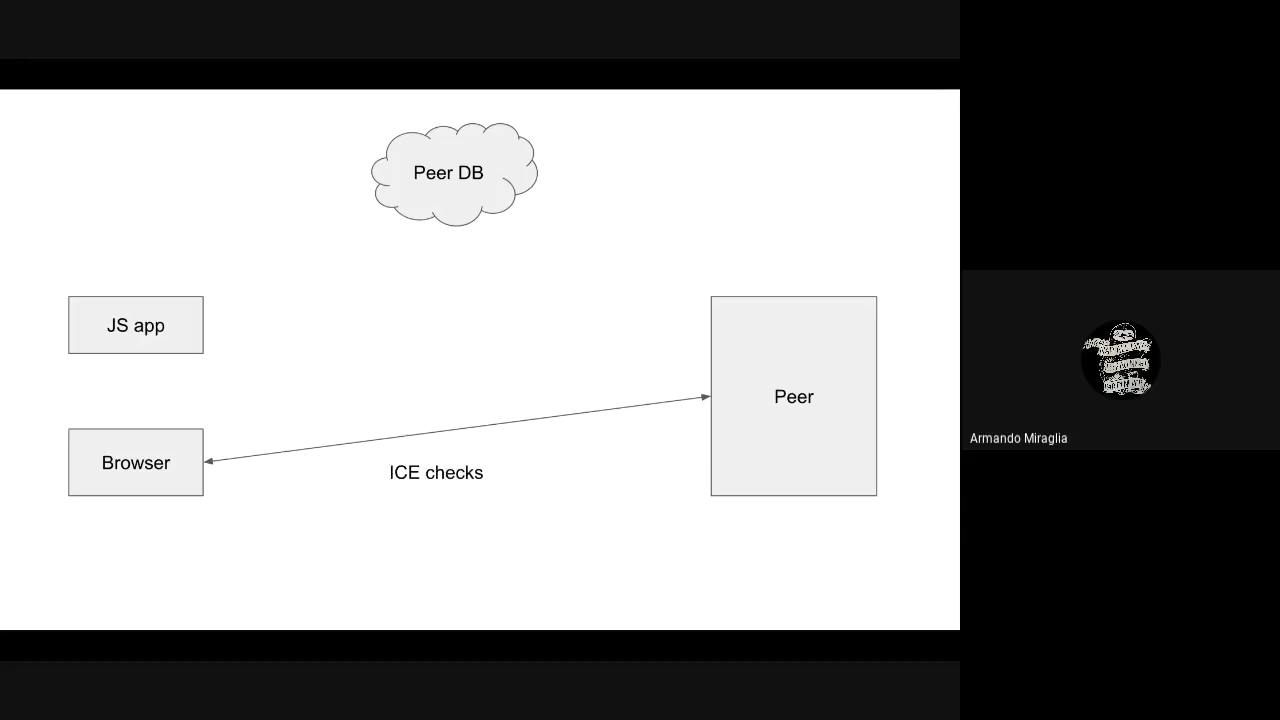 Peer DB
JS app
Peer
Browser
ICE checks
Armando Miraglia